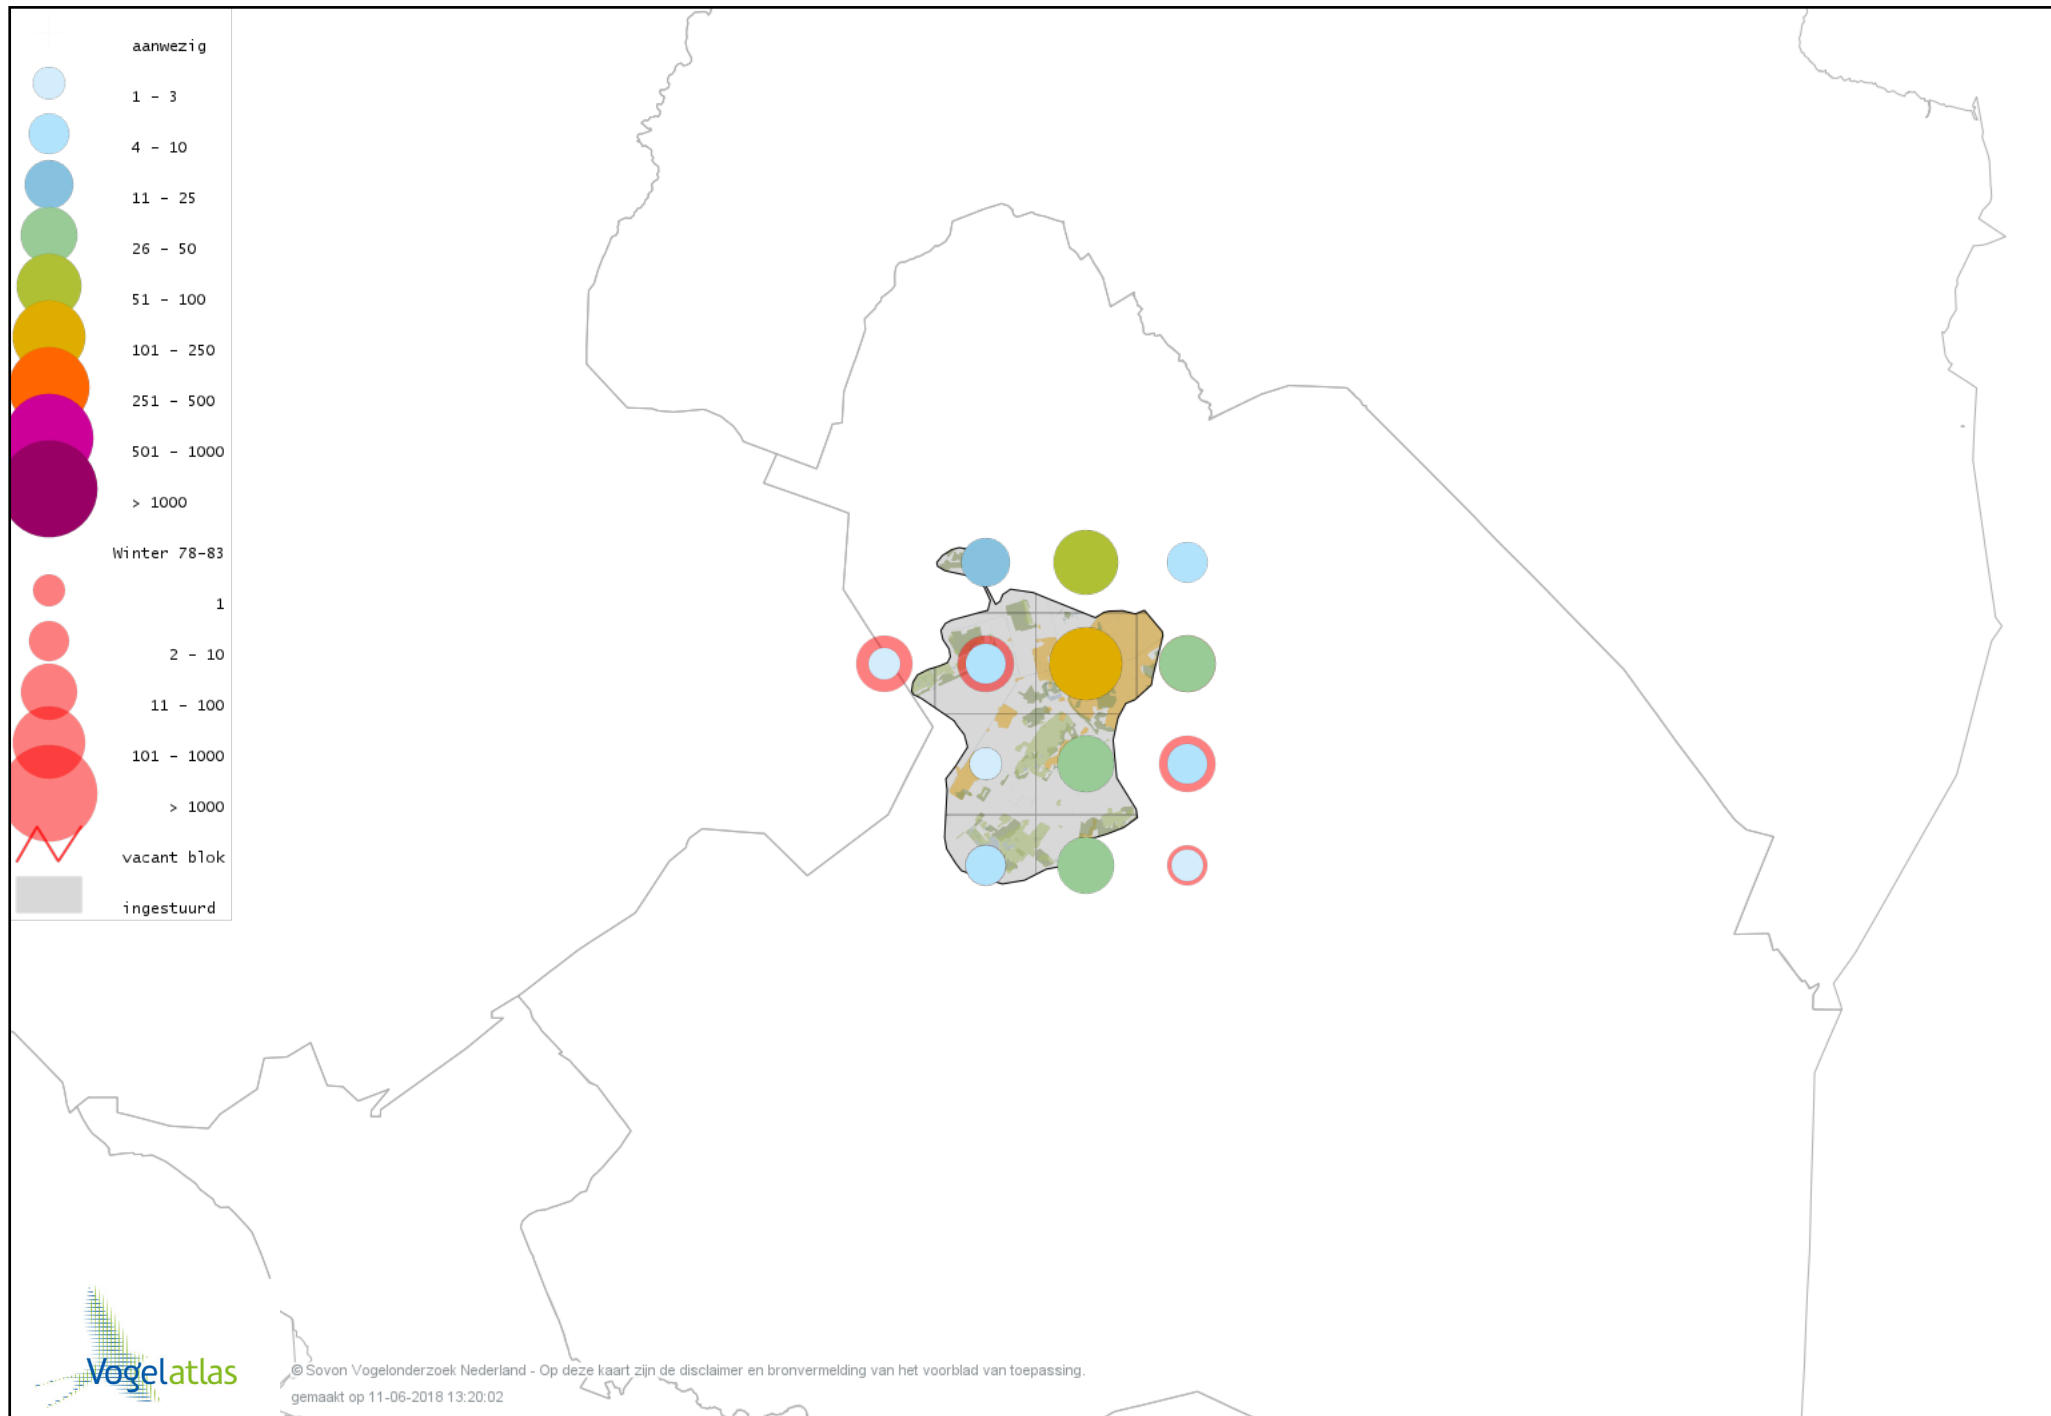 aanwezig
1 - 3
4 - 10
11 - 25
26 - 50
51 - 100
101 - 250
251 - 500
501 - 1000
> 1000
Winter 78-83
1
2 - 10
11 - 100
101 - 1000
> 1000
vacant blok
ingestuurd
Vogelatlas
© Sovon Vogelonderzoek Nederland - Op deze kaart zijn de disclaimer en bronvermelding van het voorblad van toepassing.
gemaakt op 11-06-2018 13:20:02